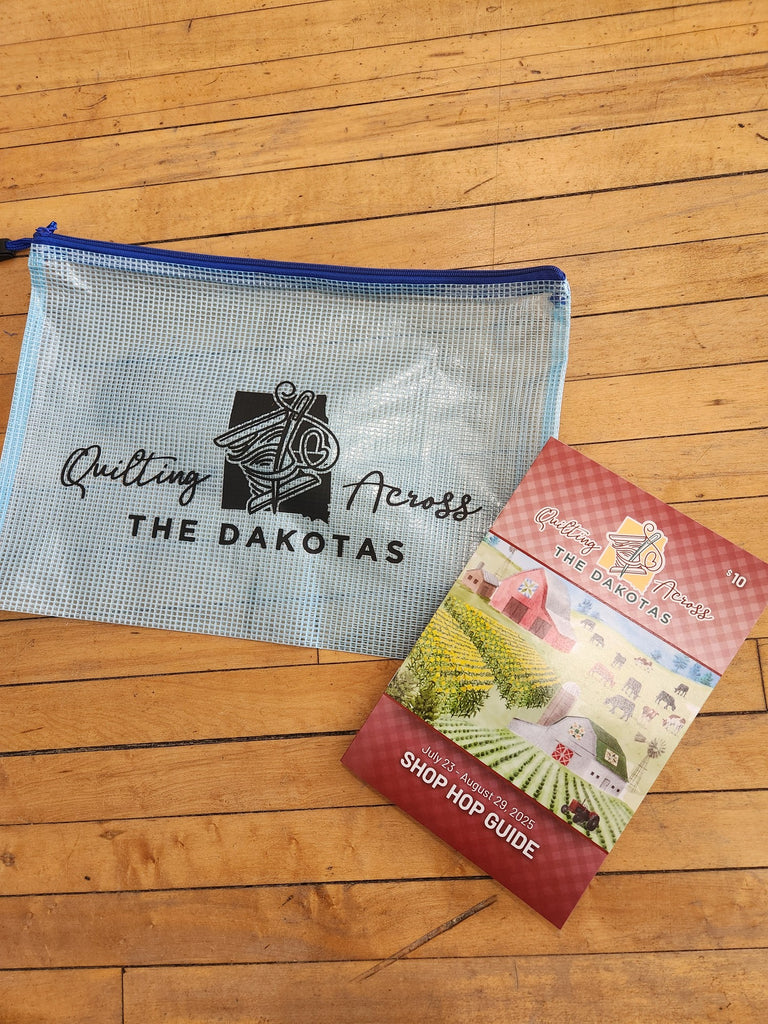 Quilting Across
THE DAKOTAS
Quilting Across
THE DAKOTAS
$10
July 23 - August 29, 2025
SHOP HOP GUIDE